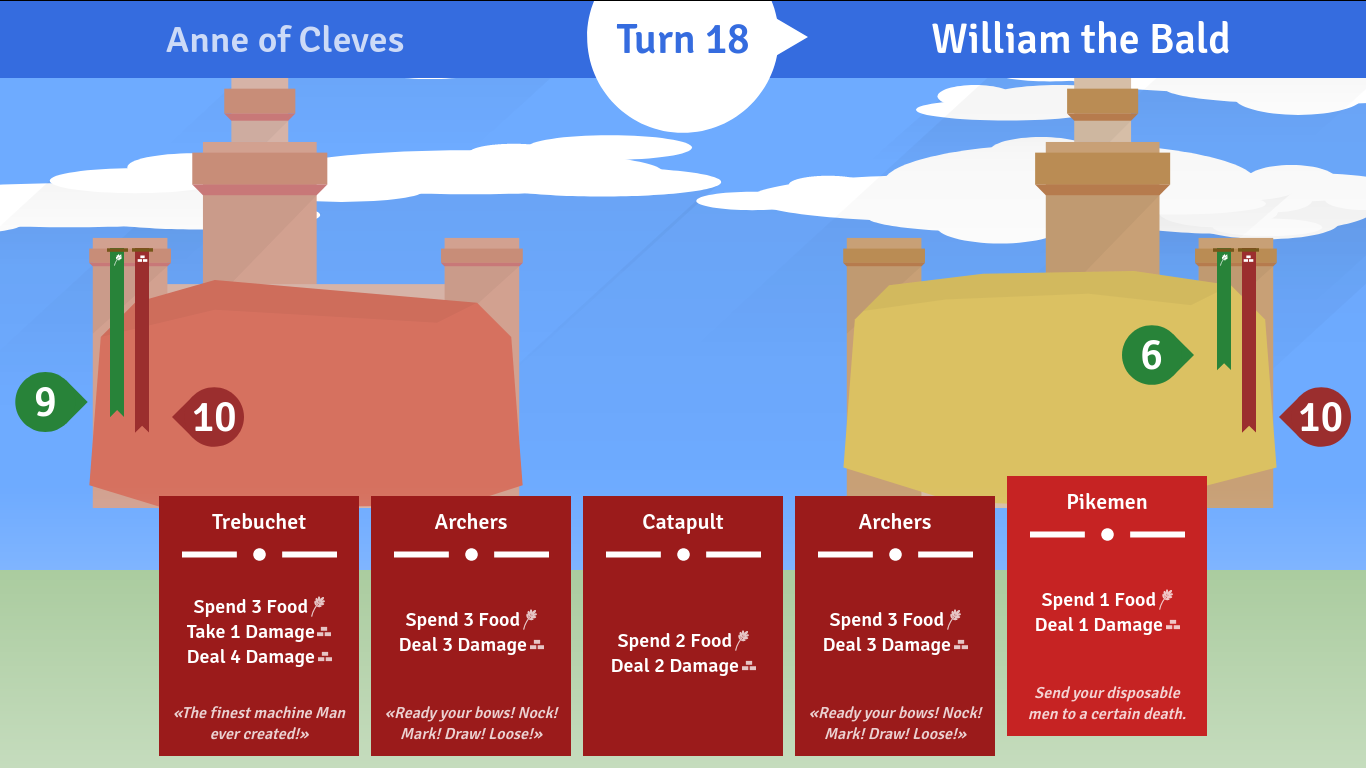 Anne of Cleves
Turn 18
William the Bald
9
10
6
10
Trebuchet
Spend 3 Food
Take 1 Damage
Deal 4 Damage
«The finest machine Man
ever created!»
Archers
Spend 3 Food
Deal 3 Damage
«Ready your bows! Nock!
Mark! Draw! Loose!»
Catapult
Spend 2 Food
Deal 2 Damage
Archers
Spend 3 Food
Deal 3 Damage
«Ready your bows! Nock!
Mark! Draw! Loose!»
Pikemen
Spend 1 Food
Deal 1 Damage
Send your disposable
men to a certain death.